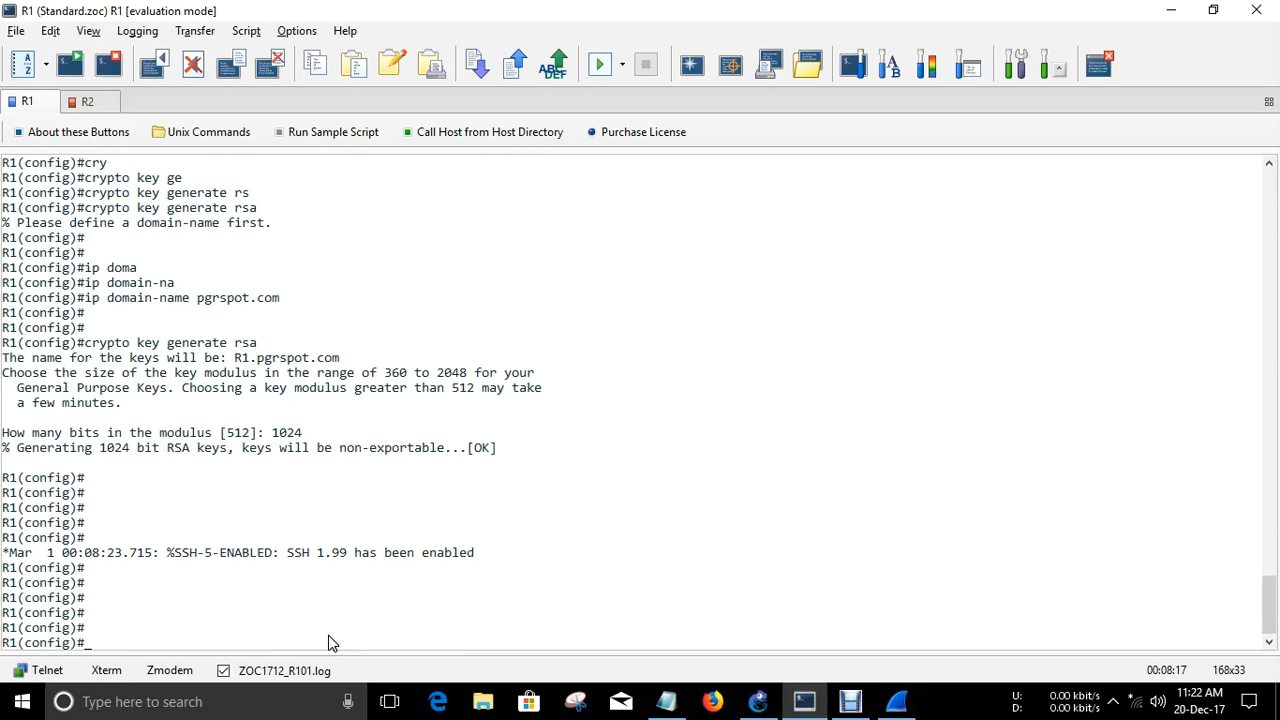 R1 (Standard.zoc) R1 [evaluation mode]
File Edit View Logging Transfer Script Options Help
R1 R2
About these Buttons Unix Commands Run Sample Script Call Host from Host Directory Purchase License
R1(config)#cry
R1(config)#crypto key ge
R1(config)#crypto key generate rs
R1(config)#crypto key generate rsa
% Please define a domain-name first.
R1(config)#
R1(config)#
R1(config)#ip doma
R1(config)#ip domain-na
R1(config)#ip domain-name pgrspot.com
R1(config)#
R1(config)#
R1(config)#crypto key generate rsa
The name for the keys will be: R1.pgrspot.com
Choose the size of the key modulus in the range of 360 to 2048 for your
General Purpose Keys. Choosing a key modulus greater than 512 may take
a few minutes.
How many bits in the modulus [512]: 1024
% Generating 1024 bit RSA keys, keys will be non-exportable...[OK]
R1(config)#
R1(config)#
R1(config)#
R1(config)#
R1(config)#
*Mar  1 00:08:23.715: %SSH-5-ENABLED: SSH 1.99 has been enabled
R1(config)#
R1(config)#
R1(config)#
R1(config)#
R1(config)#
R1(config)#_
Telnet Xterm Zmodem ZOC1712_R101.log 00:08:17 168x33
Type here to search U: 0.00 kbit/s 11:22 AM
D: 0.00 kbit/s 20-Dec-17